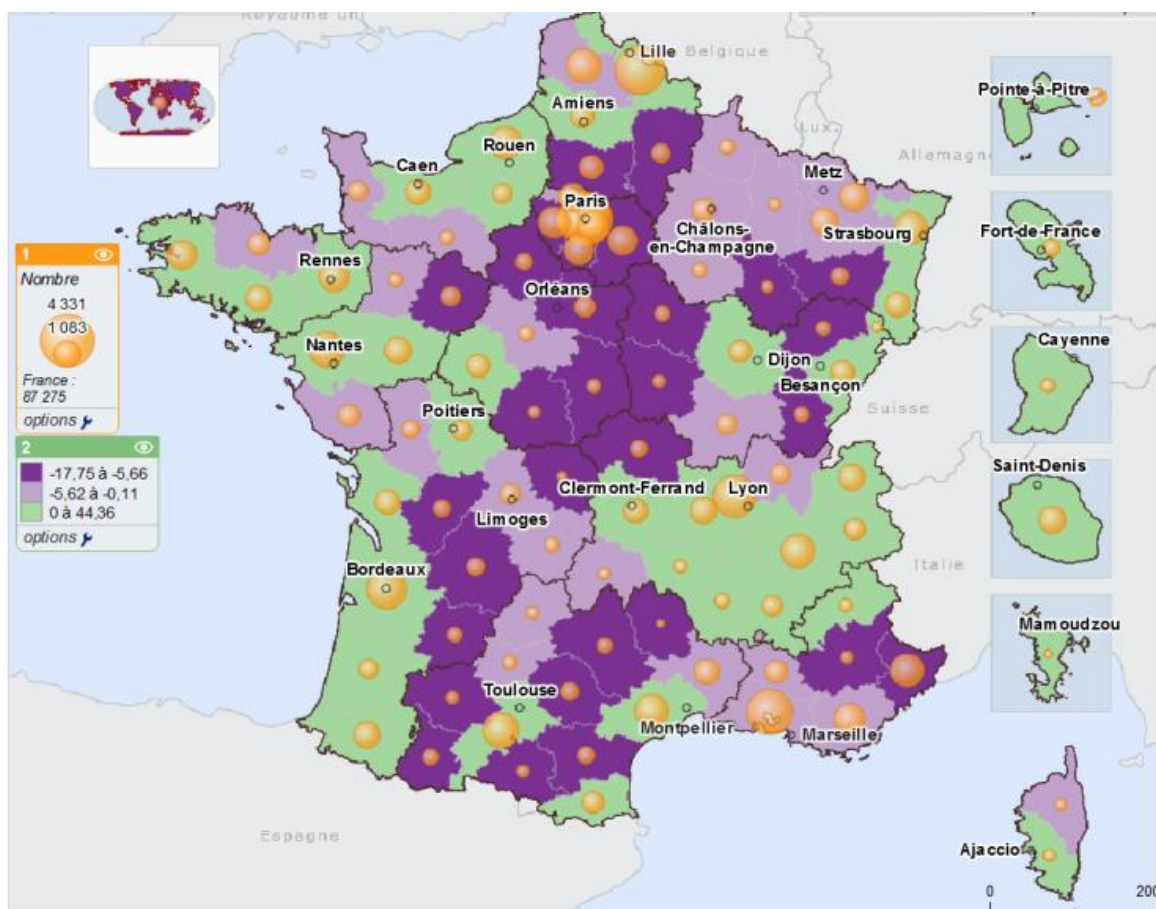 Royaume Uni
Lille
Belgique
Pointe-à-Pitre
Amiens
Lux.
Allemagne
Rouen
Caen
Metz
Paris
Châlons-
en-Champagne
Strasbourg
Fort-de-France
1
Nombre
4 331
1 083
France :
87 275
options
Rennes
Orléans
Cayenne
Nantes
Dijon
Besançon
Suisse
Poitiers
2
-17,75 à -5,66
-5,62 à -0,11
0 à 44,36
options
Saint-Denis
Clermont-Ferrand
Lyon
Limoges
Italie
Bordeaux
Mamoudzou
Toulouse
Montpellier
Marseille
Espagne
Ajaccio
0
200